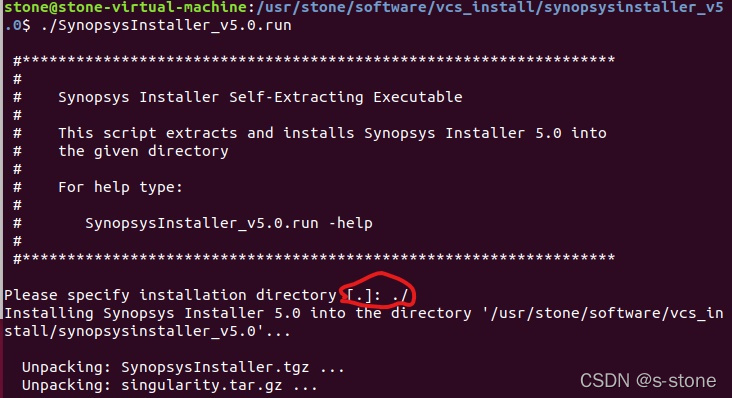 stone@stone-virtual-machine:/usr/stone/software/vcs_install/synopsysinstaller_v5
.0$ ./SynopsysInstaller_v5.0.run
#*******************************************************************
#
#    Synopsys Installer Self-Extracting Executable
#
#    This script extracts and installs Synopsys Installer 5.0 into
#    the given directory
#
#    For help type:
#
#       SynopsysInstaller_v5.0.run -help
#
#*******************************************************************
Please specify installation directory [.]: ./
Installing Synopsys Installer 5.0 into the directory '/usr/stone/software/vcs_in
stall/synopsysinstaller_v5.0'...
Unpacking: SynopsysInstaller.tgz ...
Unpacking: singularity.tar.gz ...
CSDN @s-stone